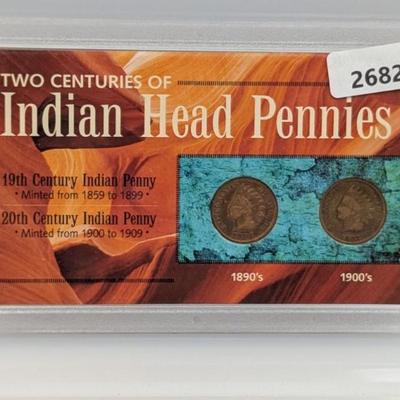 TWO CENTURIES OF
2682
Indian Head Pennies
19th Century Indian Penny
• Minted from 1859 to 1899 •
20th Century Indian Penny
• Minted from 1900 to 1909 •
1890's
1900's